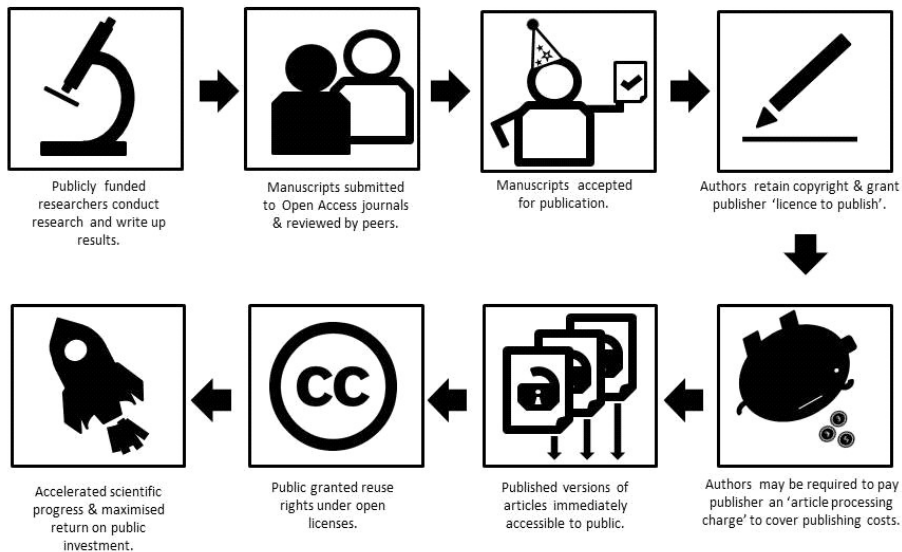 Publicly funded
researchers conduct
research and write up
results.
Manuscripts submitted
to Open Access journals
& reviewed by peers.
Manuscripts accepted
for publication.
Authors retain copyright & grant
publisher 'licence to publish'.
Authors may be required to pay
publisher an 'article processing
charge' to cover publishing costs.
Published versions of
articles immediately
accessible to public.
CC
Public granted reuse
rights under open
licenses.
Accelerated scientific
progress & maximised
return on public
investment.